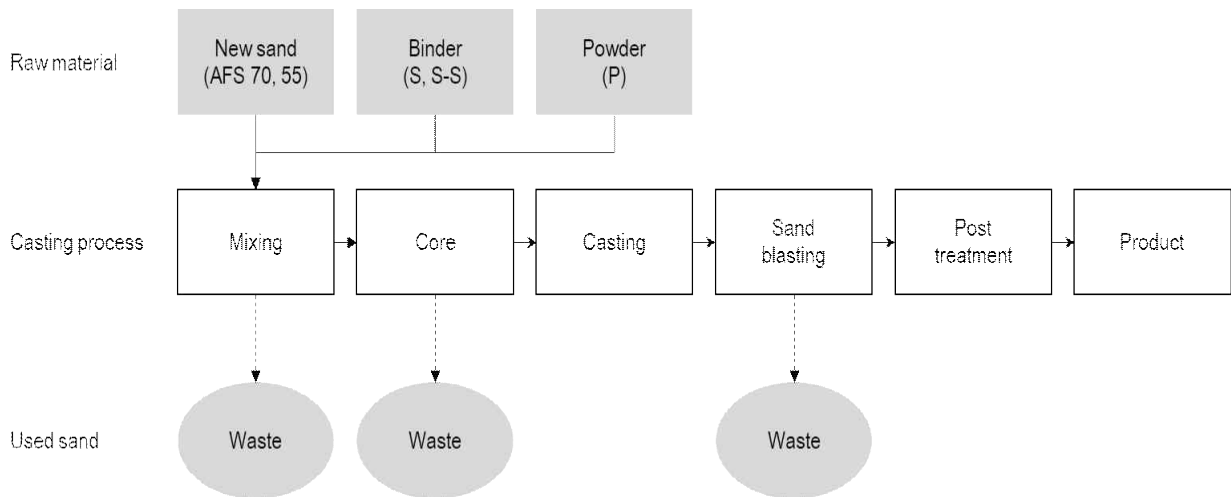 Raw material
New sand
(AFS 70, 55)
Binder
(S, S-S)
Powder
(P)
Casting process
Mixing
Core
Casting
Sand
blasting
Post
treatment
Product
Used sand
Waste
Waste
Waste